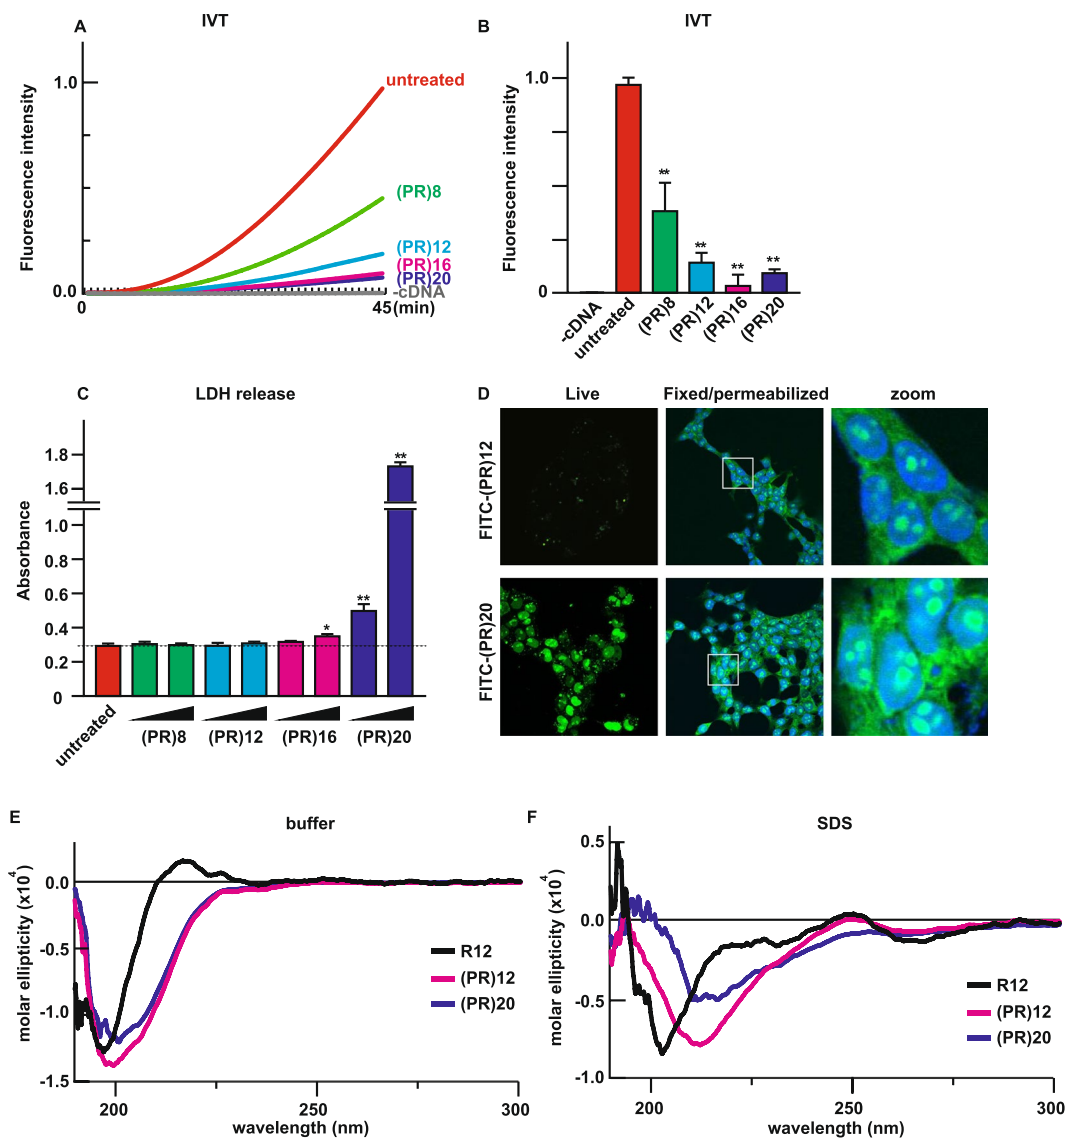 A
IVT
Fluorescence intensity
1.0
0.0
0
45(min)
untreated
(PR)8
(PR)12
(PR)16
(PR)20
-cDNA
B
IVT
Fluorescence intensity
1.0
0
**
**
**
**
-cDNA
untreated
(PR)8
(PR)12
(PR)16
(PR)20
C
LDH release
Absorbance
1.8
1.6
1.0
0.8
0.6
0.4
0.2
0
*
**
**
untreated
(PR)8
(PR)12
(PR)16
(PR)20
D
Live
Fixed/permeabilized
zoom
FITC-(PR)12
FITC-(PR)20
E
buffer
molar ellipticity (x10⁴)
0.0
-0.5
-1.0
-1.5
200
250
300
wavelength (nm)
R12
(PR)12
(PR)20
F
SDS
molar ellipticity (x10⁴)
0.5
0.0
-0.5
-1.0
200
250
300
wavelength (nm)
R12
(PR)12
(PR)20